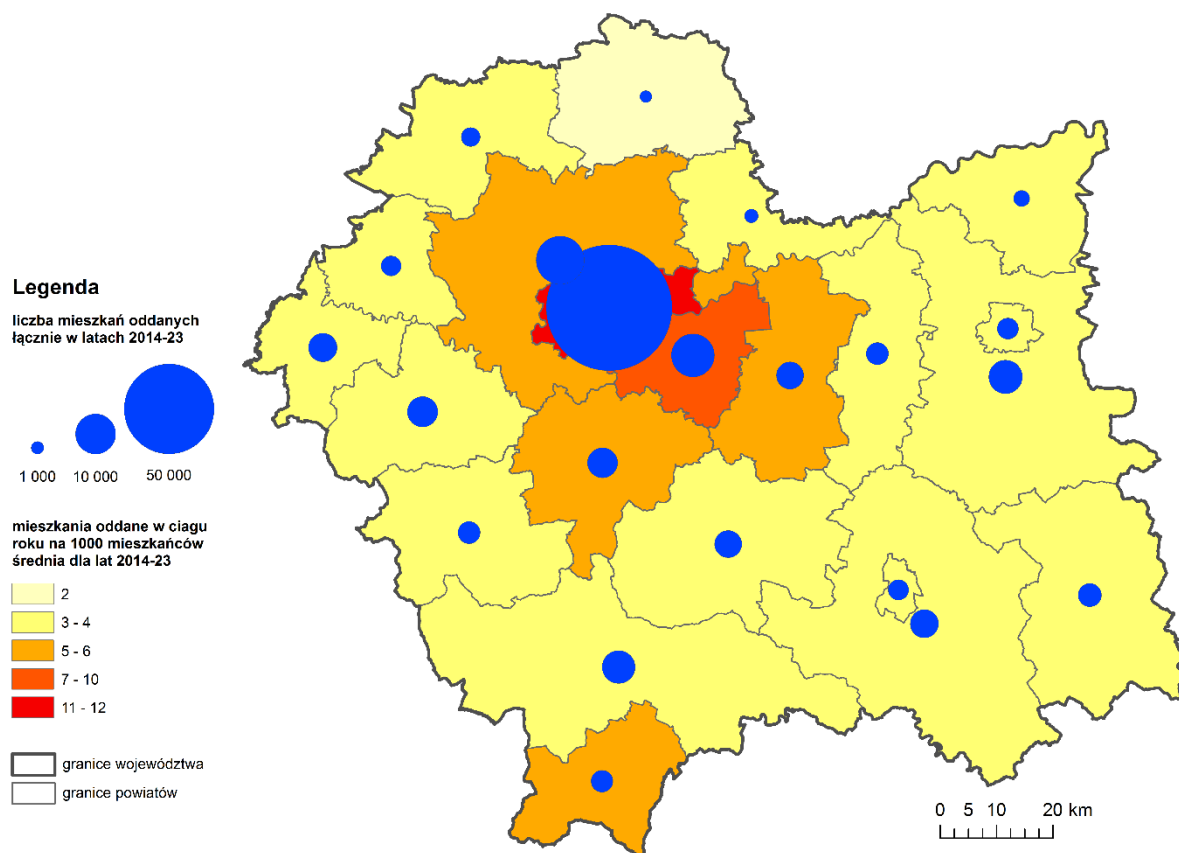 Legenda
liczba mieszkań oddanych
łącznie w latach 2014-23
1 000 10 000 50 000
mieszkania oddane w ciagu
roku na 1000 mieszkańców
średnia dla lat 2014-23
2
3 - 4
5 - 6
7 - 10
11 - 12
granice województwa
granice powiatów
0 5 10 20 km